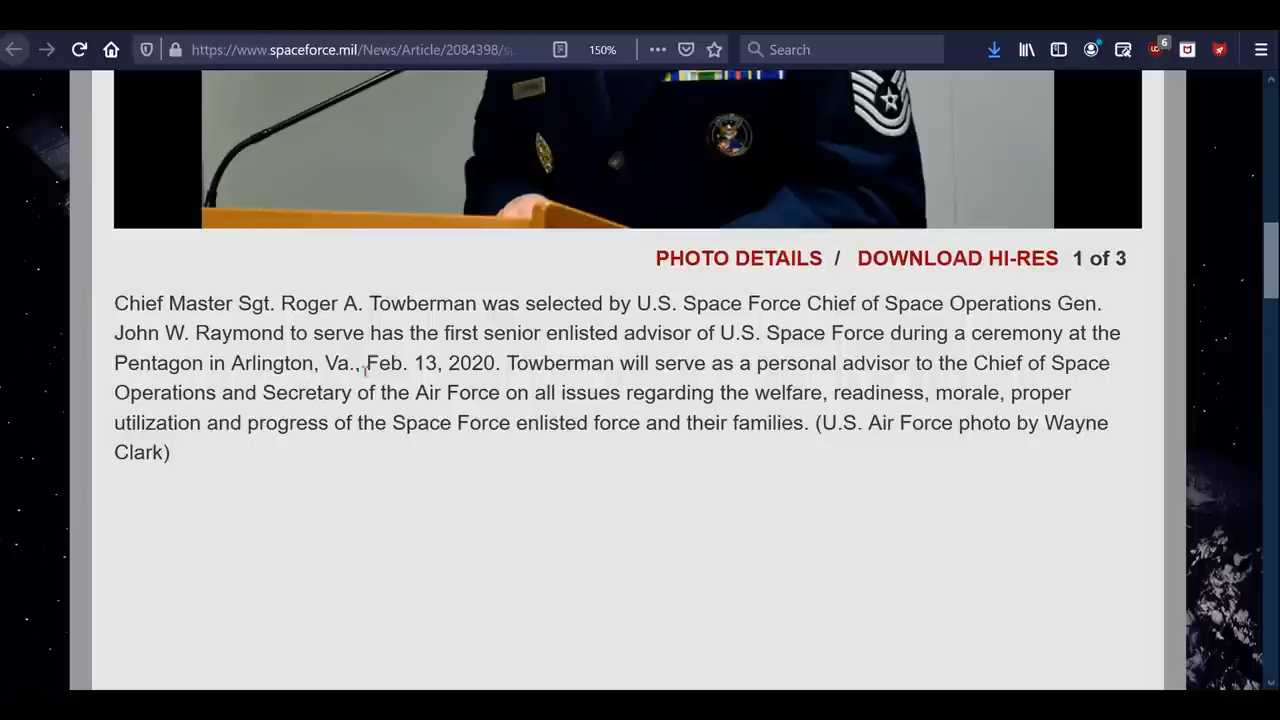 https://www.spaceforce.mil/News/Article/2084398/s
150%
Search
6
PHOTO DETAILS / DOWNLOAD HI-RES 1 of 3
Chief Master Sgt. Roger A. Towberman was selected by U.S. Space Force Chief of Space Operations Gen.
John W. Raymond to serve has the first senior enlisted advisor of U.S. Space Force during a ceremony at the
Pentagon in Arlington, Va., Feb. 13, 2020. Towberman will serve as a personal advisor to the Chief of Space
Operations and Secretary of the Air Force on all issues regarding the welfare, readiness, morale, proper
utilization and progress of the Space Force enlisted force and their families. (U.S. Air Force photo by Wayne
Clark)